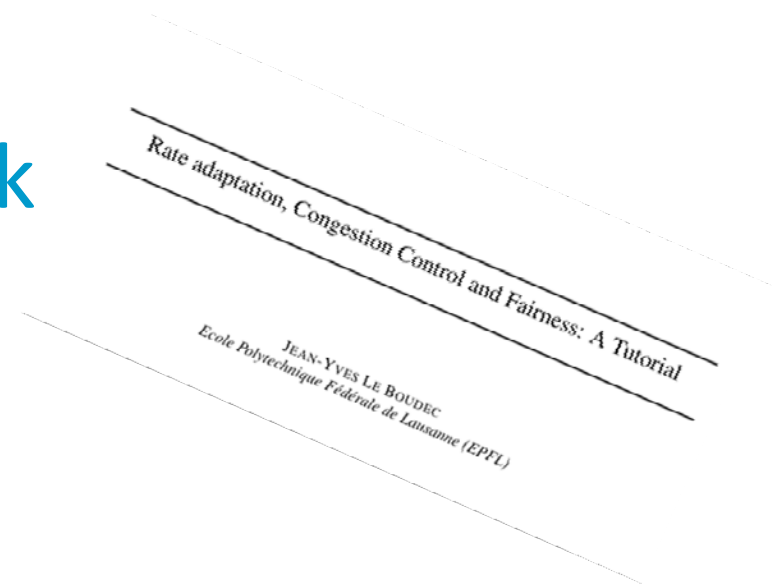 k
Rate adaptation, Congestion Control and Fairness: A Tutorial
JEAN-YVES LE BOUDEC
Ecole Polytechnique Fédérale de Lausanne (EPFL)